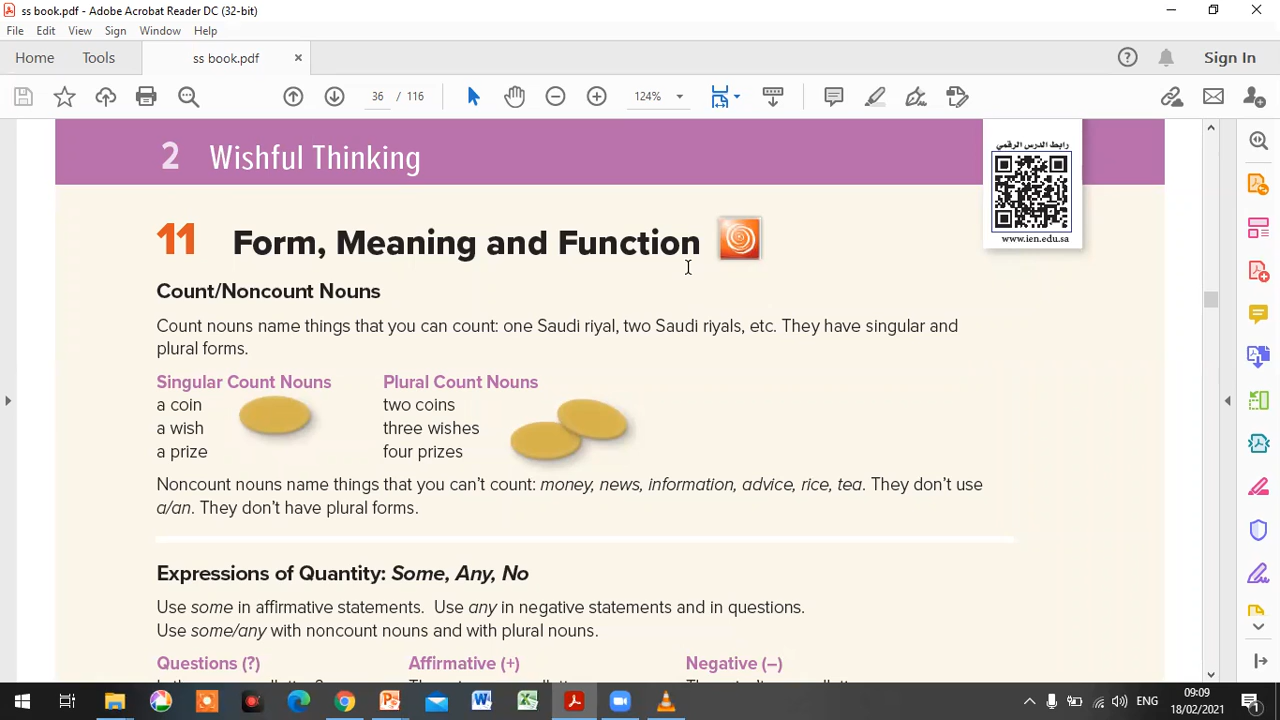 ss book.pdf - Adobe Acrobat Reader DC (32-bit)
File Edit View Sign Window Help
Home Tools ss book.pdf × Sign In
36 / 116 124%
2 Wishful Thinking
رابط الدرس الرقمي
www.ien.edu.sa
11 Form, Meaning and Function
Count/Noncount Nouns
Count nouns name things that you can count: one Saudi riyal, two Saudi riyals, etc. They have singular and
plural forms.
Singular Count Nouns Plural Count Nouns
a coin two coins
a wish three wishes
a prize four prizes
Noncount nouns name things that you can't count: money, news, information, advice, rice, tea. They don't use
a/an. They don't have plural forms.
Expressions of Quantity: Some, Any, No
Use some in affirmative statements. Use any in negative statements and in questions.
Use some/any with noncount nouns and with plural nouns.
Questions (?) Affirmative (+) Negative (–)
ENG 09:09
18/02/2021